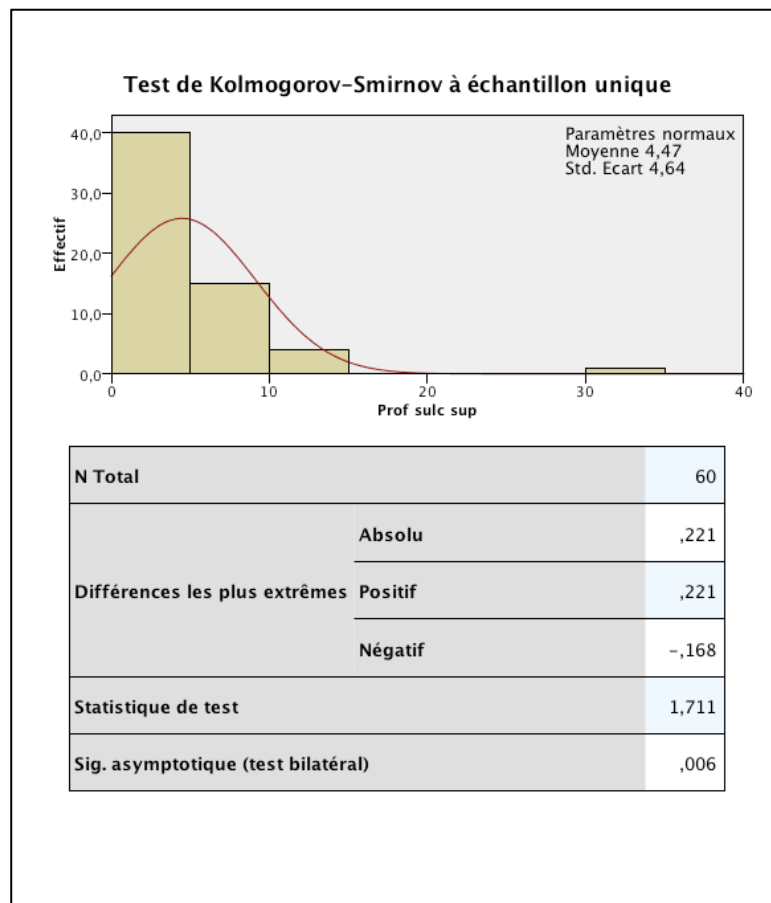 Test de Kolmogorov-Smirnov à échantillon unique
Paramètres normaux
Moyenne 4,47
Std. Ecart 4,64
40,0
30,0
20,0
10,0
0,0
Effectif
0 10 20 30 40
Prof sulc sup
N Total 60
Différences les plus extrêmes
Absolu ,221
Positif ,221
Négatif -,168
Statistique de test 1,711
Sig. asymptotique (test bilatéral) ,006